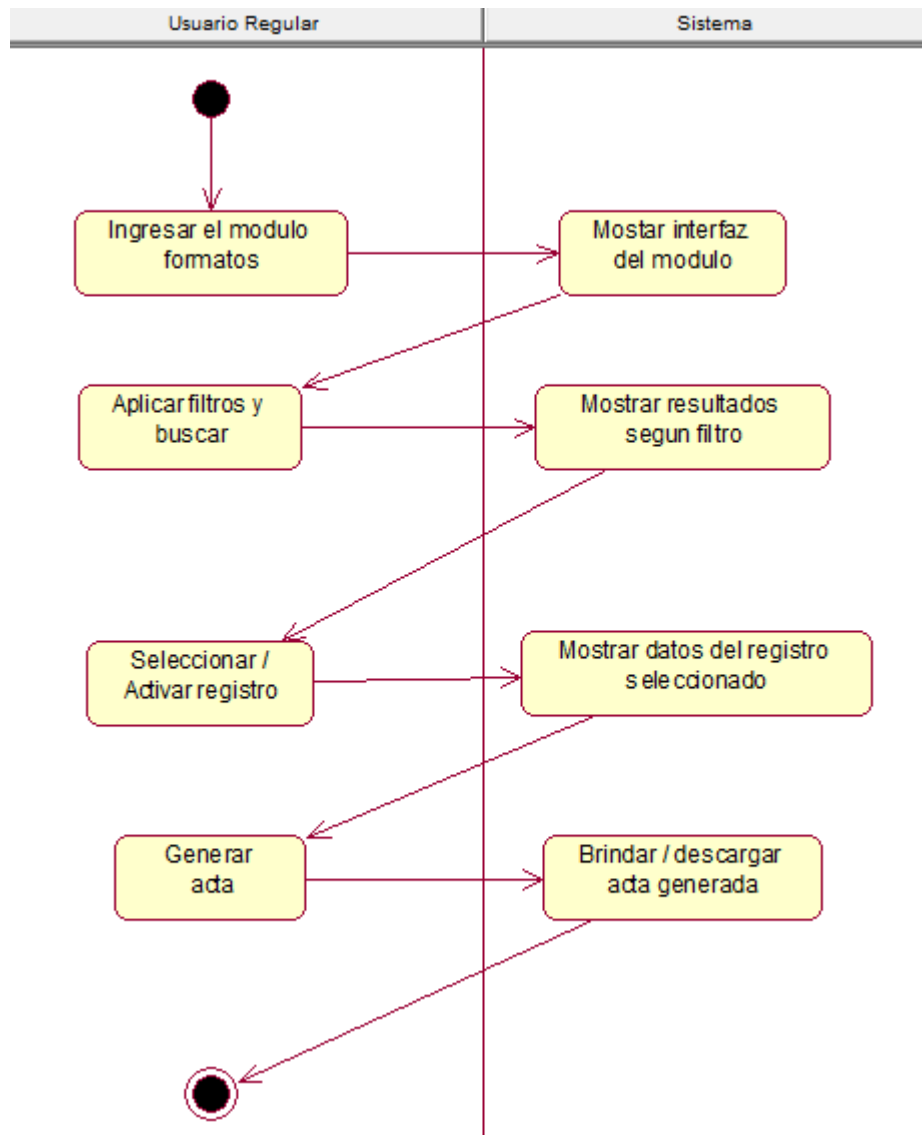 Usuario Regular
Sistema
Ingresar el modulo
formatos
Mostar interfaz
del modulo
Aplicar filtros y
buscar
Mostrar resultados
segun filtro
Seleccionar /
Activar registro
Mostrar datos del registro
seleccionado
Generar
acta
Brindar / descargar
acta generada